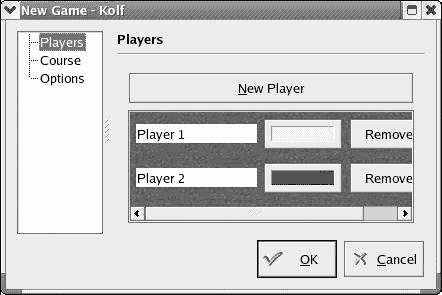 New Game - Kolf
Players
Course
Options
Players
New Player
Player 1
Remove
Player 2
Remove
OK
Cancel